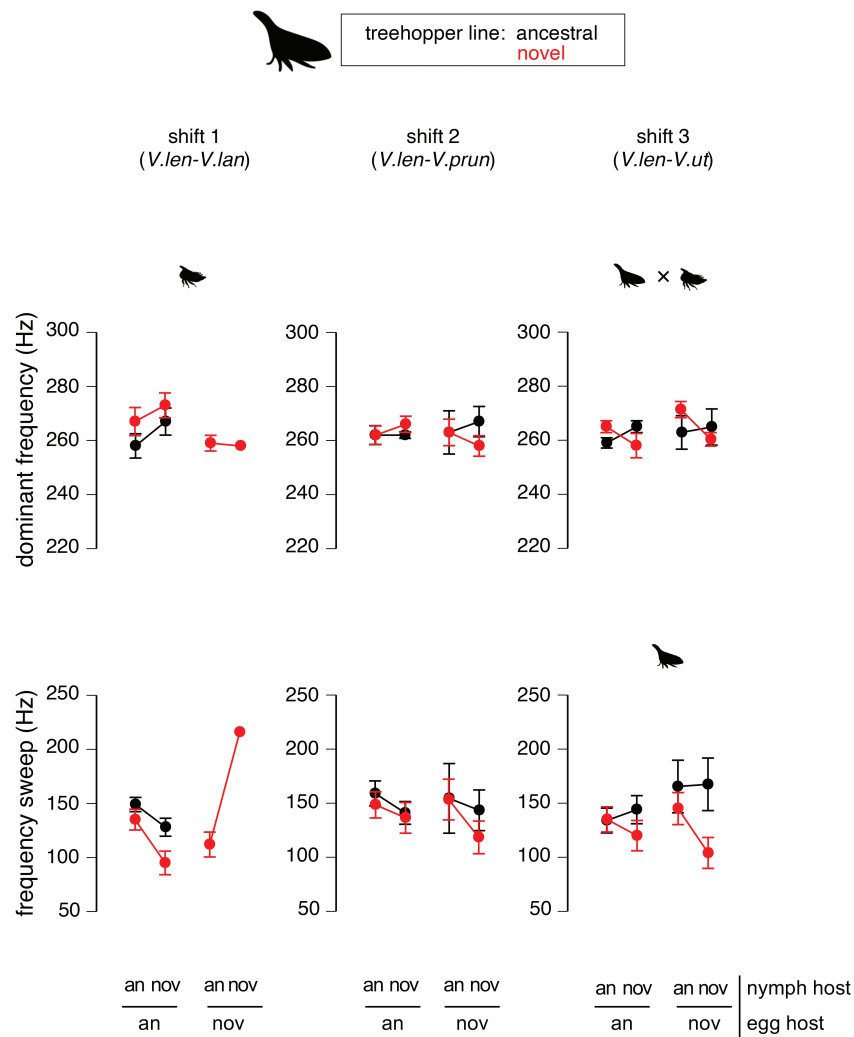 treehopper line: ancestral
novel
shift 1
(V.len-V.lan)
shift 2
(V.len-V.prun)
shift 3
(V.len-V.ut)
×
dominant frequency (Hz)
300
280
260
240
220
300
280
260
240
220
300
280
260
240
220
frequency sweep (Hz)
250
200
150
100
50
250
200
150
100
50
250
200
150
100
50
an nov an nov an nov an nov an nov an nov nymph host
an nov an nov an nov egg host